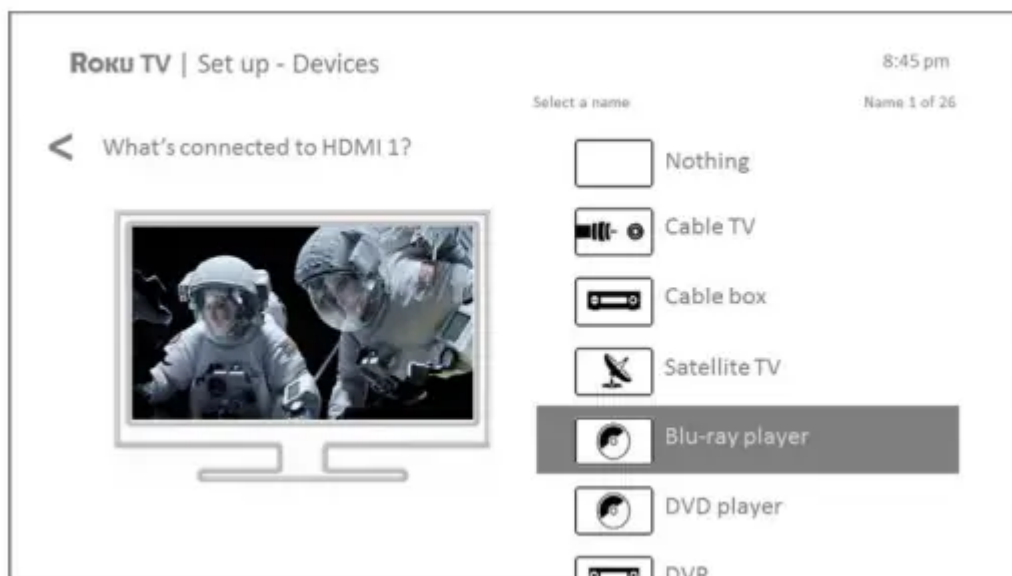 Roku TV | Set up - Devices
8:45 pm
Select a name
Name 1 of 26
< What's connected to HDMI 1?
Nothing
Cable TV
Cable box
Satellite TV
Blu-ray player
DVD player
DVR